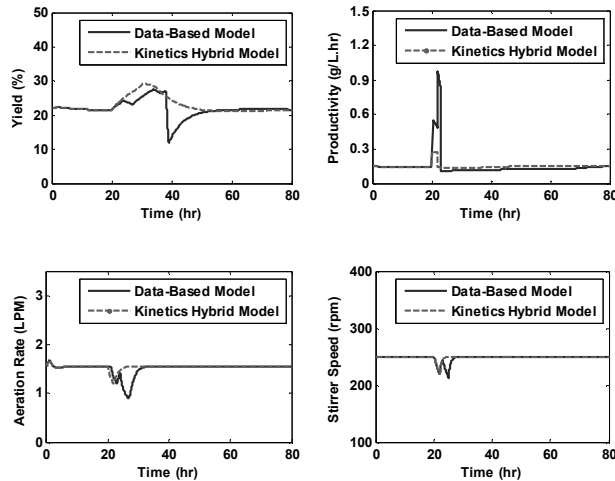 50
40
30
20
10
0
Yield (%)
Data-Based Model
Kinetics Hybrid Model
0 20 40 60 80
Time (hr)
1.5
1.2
0.9
0.6
0.3
0
Productivity (g/L.hr)
Data-Based Model
Kinetics Hybrid Model
0 20 40 60 80
Time (hr)
3
2
1
0
Aeration Rate (LPM)
Data-Based Model
Kinetics Hybrid Model
0 20 40 60 80
Time (hr)
400
300
200
100
Stirrer Speed (rpm)
Data-Based Model
Kinetics Hybrid Model
0 20 40 60 80
Time (hr)